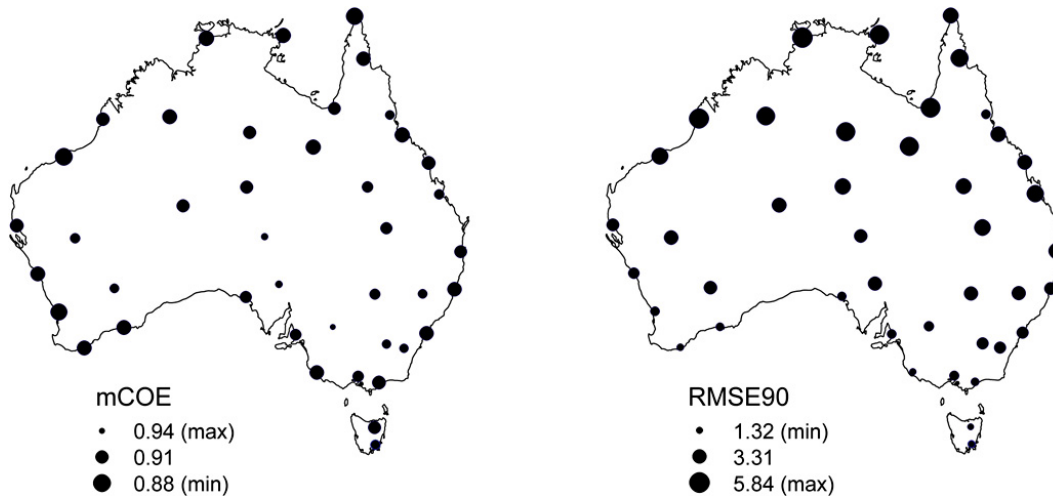 mCOE
0.94 (max)
0.91
0.88 (min)
RMSE90
1.32 (min)
3.31
5.84 (max)